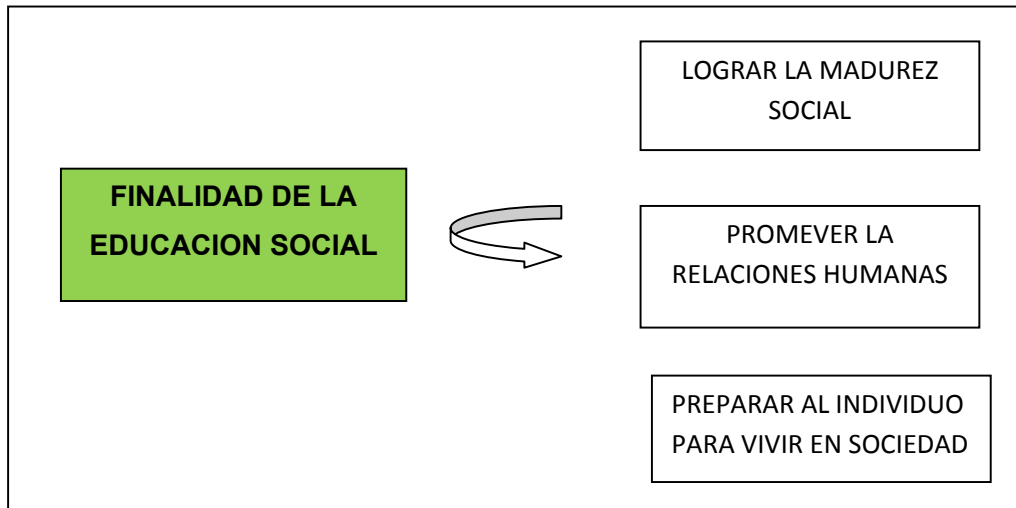 FINALIDAD DE LA
EDUCACION SOCIAL
LOGRAR LA MADUREZ
SOCIAL
PROMEVER LA
RELACIONES HUMANAS
PREPARAR AL INDIVIDUO
PARA VIVIR EN SOCIEDAD